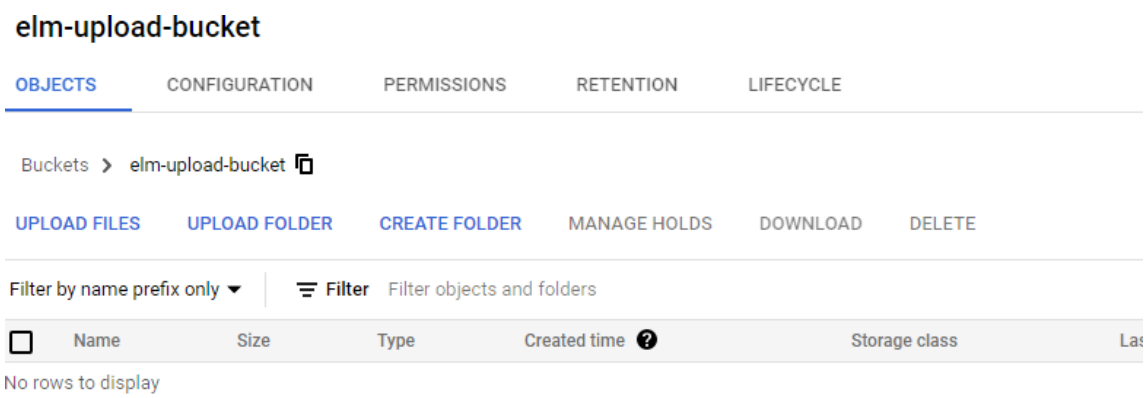 elm-upload-bucket
OBJECTS CONFIGURATION PERMISSIONS RETENTION LIFECYCLE
Buckets > elm-upload-bucket
UPLOAD FILES UPLOAD FOLDER CREATE FOLDER MANAGE HOLDS DOWNLOAD DELETE
Filter by name prefix only Filter Filter objects and folders
Name Size Type Created time ? Storage class Las
No rows to display